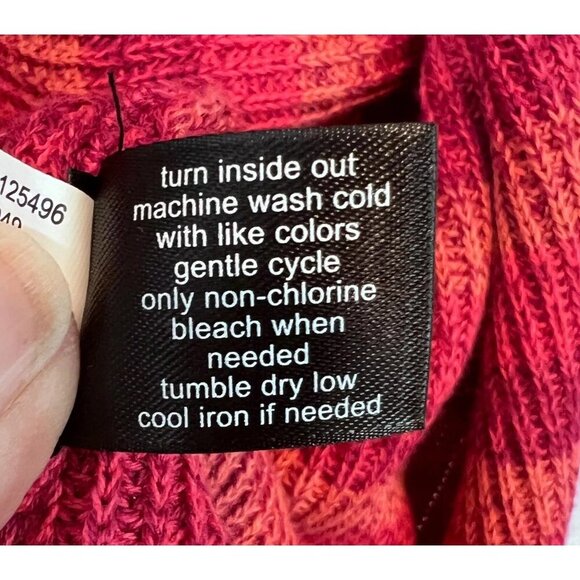 125496
turn inside out
machine wash cold
with like colors
gentle cycle
only non-chlorine
bleach when
needed
tumble dry low
cool iron if needed